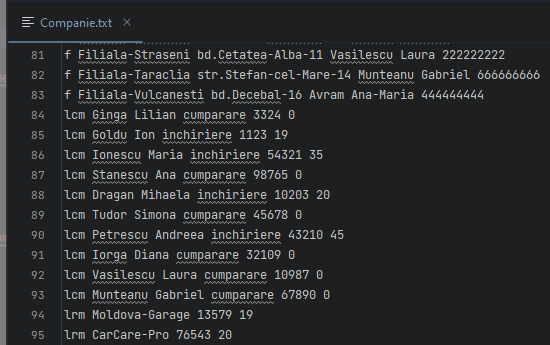 Companie.txt
81 f Filiala-Straseni bd.Cetatea-Alba-11 Vasilescu Laura 222222222
82 f Filiala-Taraclia str.Stefan-cel-Mare-14 Munteanu Gabriel 666666666
83 f Filiala-Vulcanesti bd.Decebal-16 Avram Ana-Maria 444444444
84 lcm Ginga Lilian cumparare 3324 0
85 lcm Goldu Ion inchiriere 1123 19
86 lcm Ionescu Maria inchiriere 54321 35
87 lcm Stanescu Ana cumparare 98765 0
88 lcm Dragan Mihaela inchiriere 10203 20
89 lcm Tudor Simona cumparare 45678 0
90 lcm Petrescu Andreea inchiriere 43210 45
91 lcm Iorga Diana cumparare 32109 0
92 lcm Vasilescu Laura cumparare 10987 0
93 lcm Munteanu Gabriel cumparare 67890 0
94 lrm Moldova-Garage 13579 19
95 lrm CarCare-Pro 76543 20